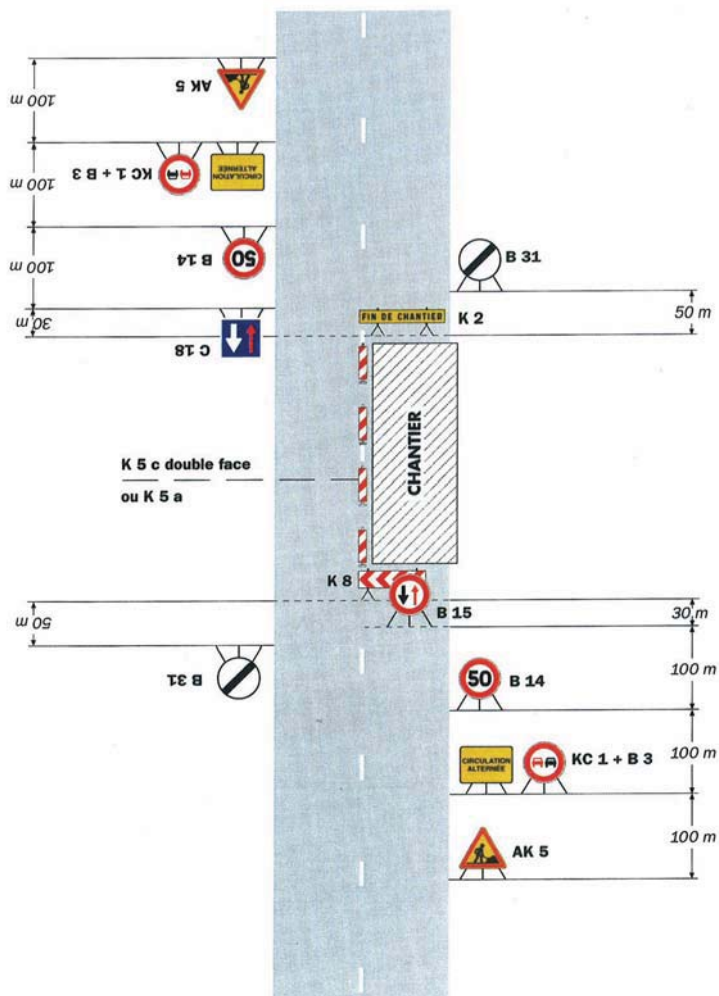 100 m
AK 5
100 m
KC 1 + B 3
CIRCULATION
ALTERNÉE
100 m
B 14
50
30 m
C 18
B 31
FIN DE CHANTIER
K 2
50 m
K 5 c double face
ou K 5 a
CHANTIER
K 8
B 15
50 m
B 31
30 m
100 m
50
B 14
CIRCULATION
ALTERNÉE
KC 1 + B 3
100 m
AK 5
100 m